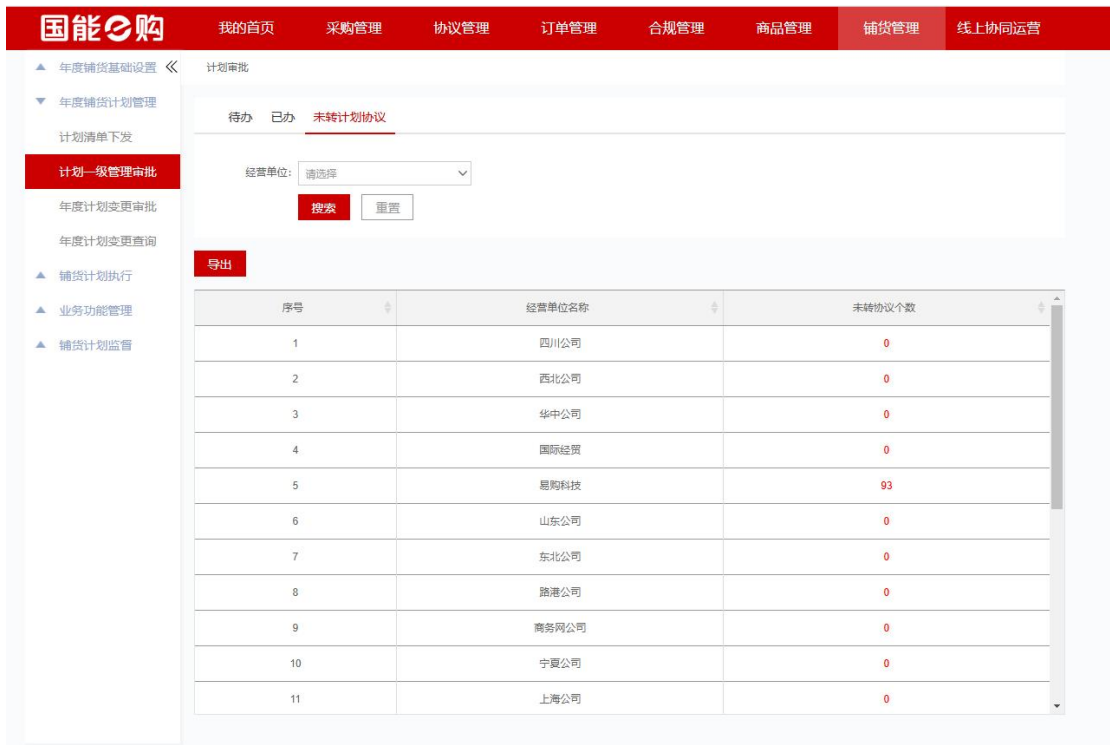 国能e购 我的首页 采购管理 协议管理 订单管理 合规管理 商品管理 铺货管理 线上协同运营
年度铺货基础设置
年度铺货计划管理
计划清单下发
计划一级管理审批
年度计划变更审批
年度计划变更查询
铺货计划执行
业务功能管理
铺货计划监督
计划审批
待办 已办 未转计划协议
经营单位: 请选择
搜索 重置
导出
序号 经营单位名称 未转协议个数
1 四川公司 0
2 西北公司 0
3 华中公司 0
4 国际经贸 0
5 易购科技 93
6 山东公司 0
7 东北公司 0
8 路港公司 0
9 商务网公司 0
10 宁夏公司 0
11 上海公司 0